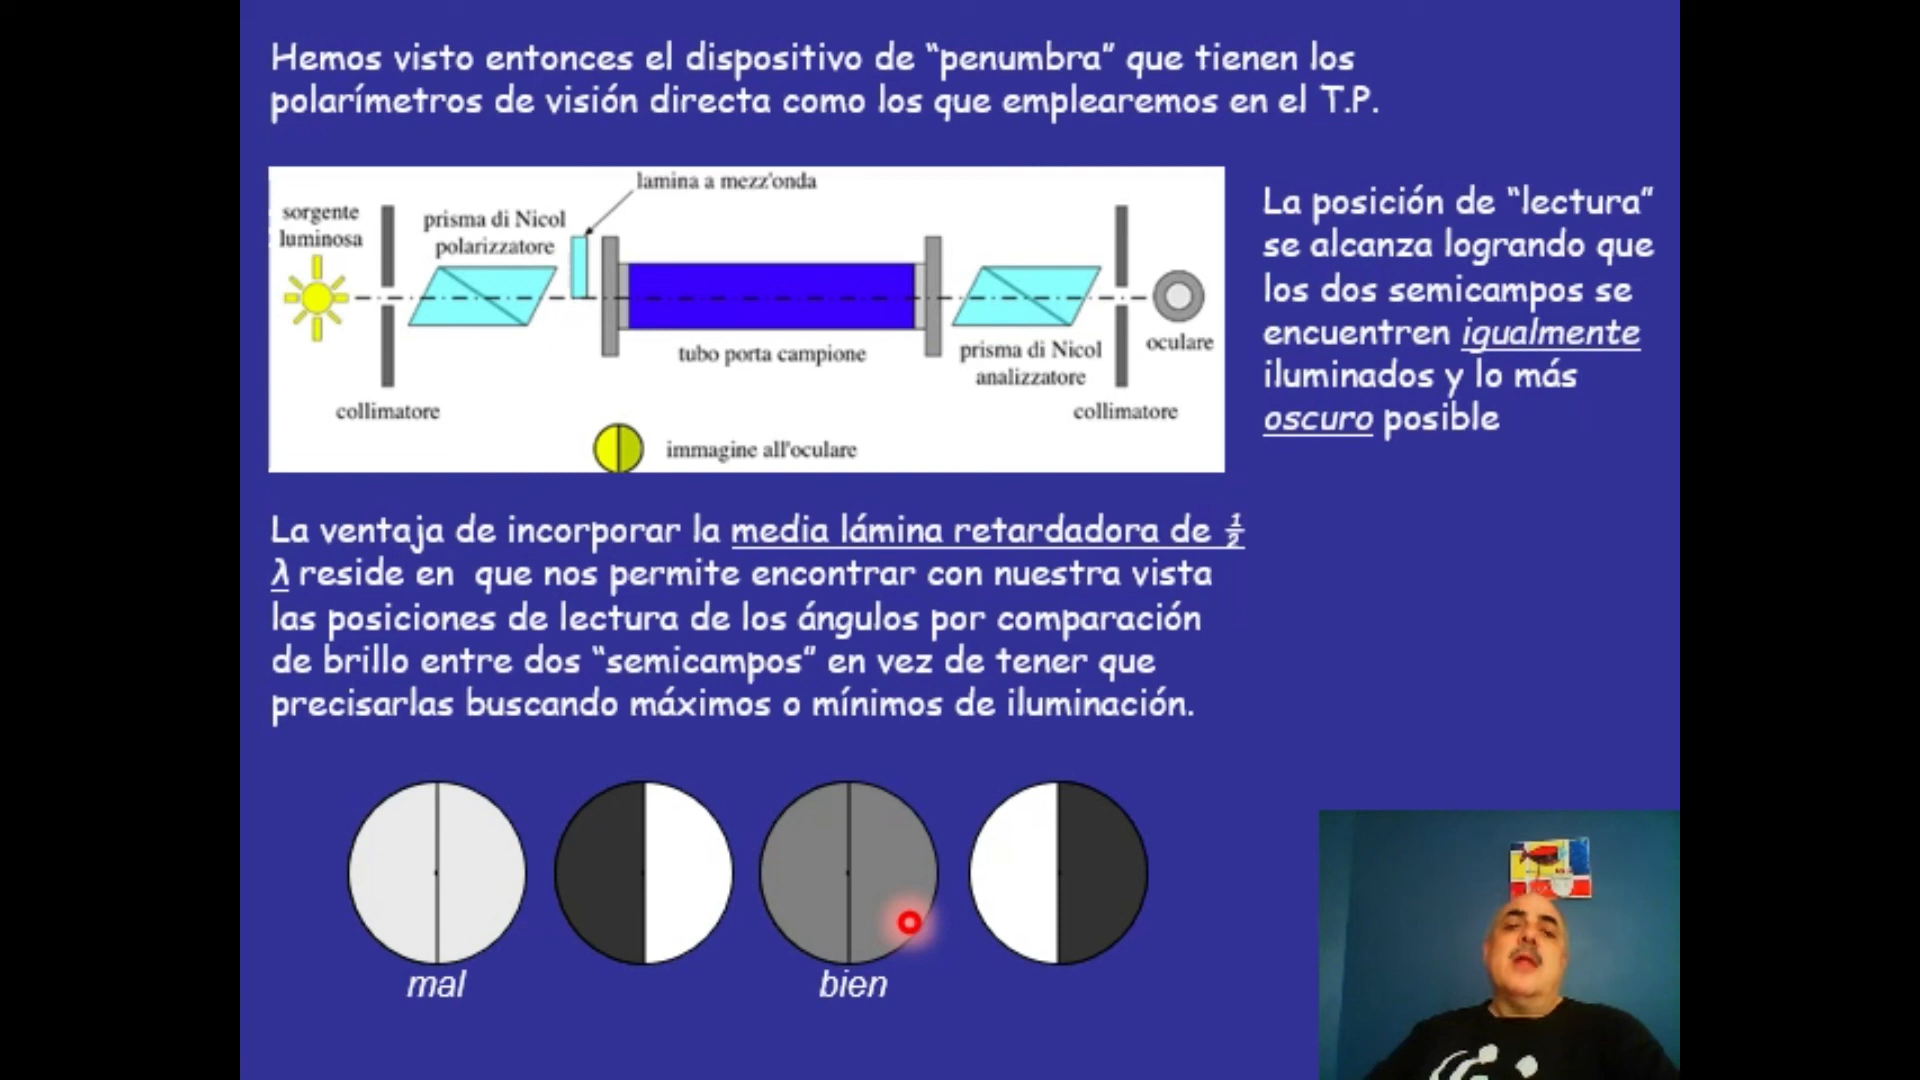 Hemos visto entonces el dispositivo de “penumbra” que tienen los
polarímetros de visión directa como los que emplearemos en el T.P.
lamina a mezz'onda
sorgente
luminosa
prisma di Nicol
polarizzatore
tubo porta campione
prisma di Nicol
analizzatore
oculare
collimatore
collimatore
immagine all'oculare
La posición de “lectura”
se alcanza logrando que
los dos semicampos se
encuentren igualmente
iluminados y lo más
oscuro posible
La ventaja de incorporar la media lámina retardadora de ½
λ reside en que nos permite encontrar con nuestra vista
las posiciones de lectura de los ángulos por comparación
de brillo entre dos “semicampos” en vez de tener que
precisarlas buscando máximos o mínimos de iluminación.
mal
bien